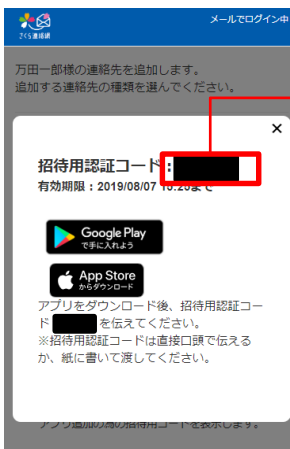 さくら連絡網
メールでログイン中
万田一郎様の連絡先を追加します。
追加する連絡先の種類を選んでください。
×
招待用認証コード：
有効期限：2019/08/07 16:25まで
Google Play
で手に入れよう
App Store
からダウンロード
アプリをダウンロード後、招待用認証コー
ド を伝えてください。
※招待用認証コードは直接口頭で伝える
か、紙に書いて渡してください。
アプリ追加の為の招待用コードを表示します。